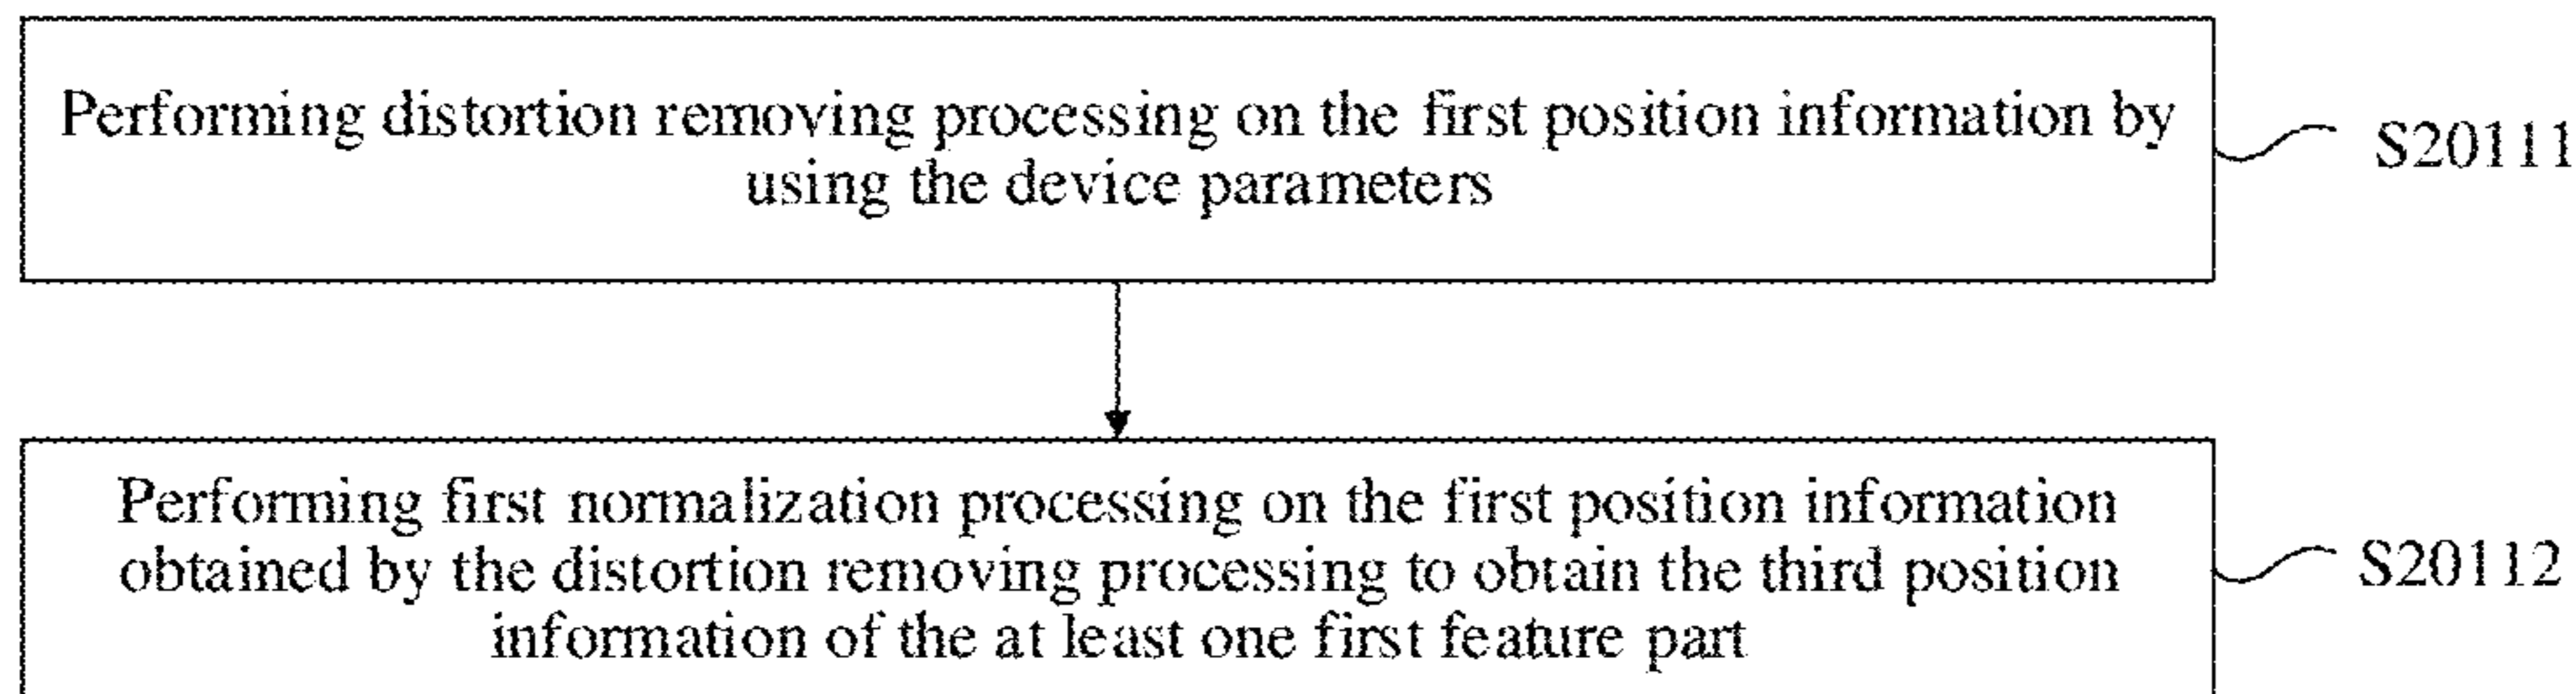 Performing distortion removing processing on the first position information by
using the device parameters
S20111
Performing first normalization processing on the first position information
obtained by the distortion removing processing to obtain the third position
information of the at least one first feature part
S20112